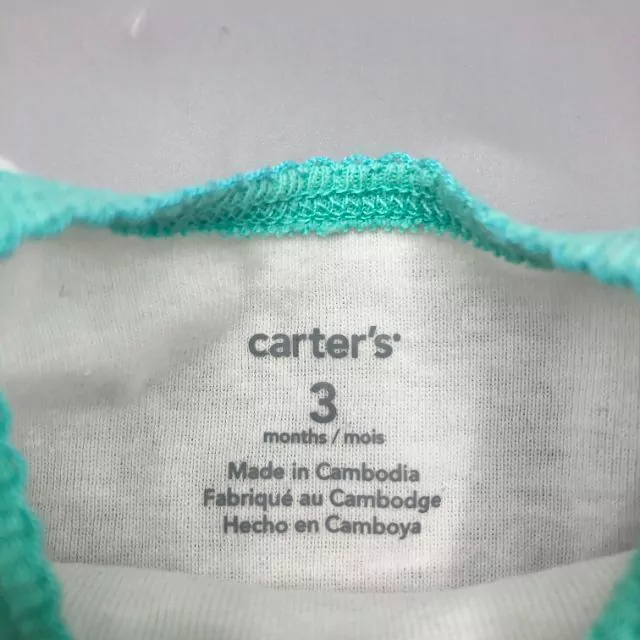 carter's
3
months / mois
Made in Cambodia
Fabriqué au Cambodge
Hecho en Camboya